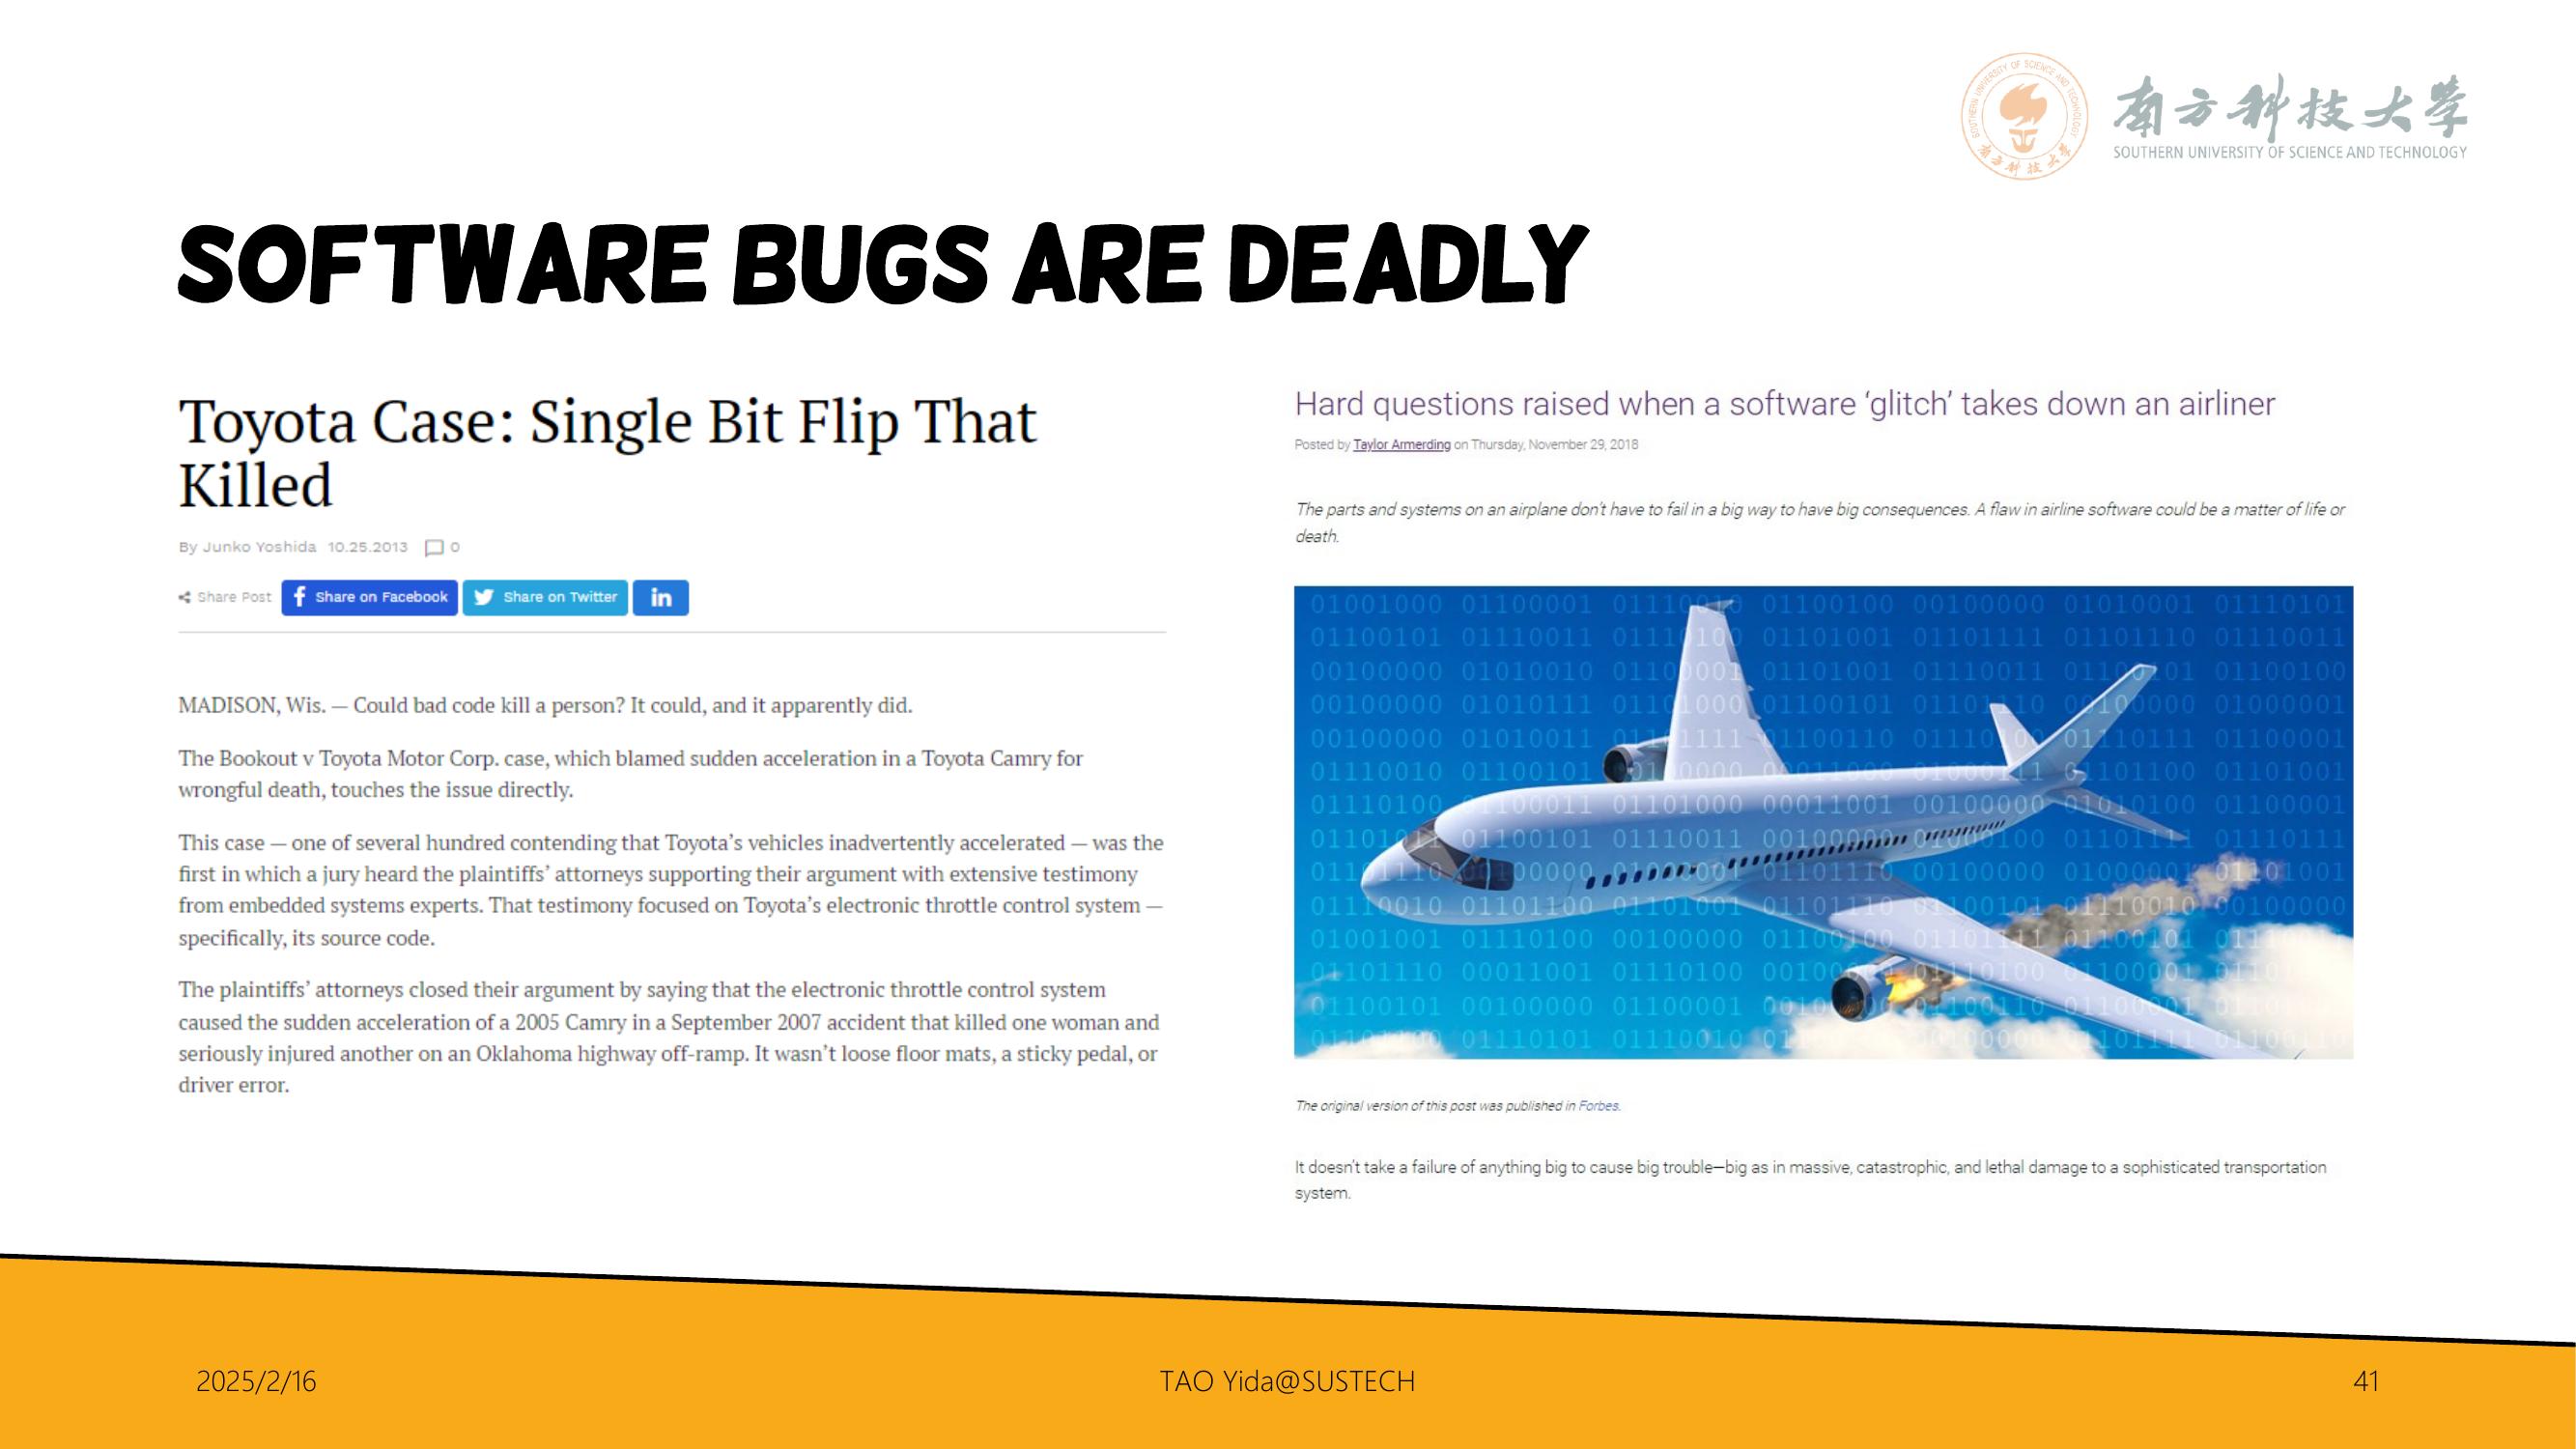 南方科技大学
SOUTHERN UNIVERSITY OF SCIENCE AND TECHNOLOGY
SOFTWARE BUGS ARE DEADLY
Toyota Case: Single Bit Flip That
Killed
By Junko Yoshida 10.25.2013 0
Share Post Share on Facebook Share on Twitter in
MADISON, Wis. — Could bad code kill a person? It could, and it apparently did.
The Bookout v Toyota Motor Corp. case, which blamed sudden acceleration in a Toyota Camry for
wrongful death, touches the issue directly.
This case — one of several hundred contending that Toyota's vehicles inadvertently accelerated — was the
first in which a jury heard the plaintiffs' attorneys supporting their argument with extensive testimony
from embedded systems experts. That testimony focused on Toyota's electronic throttle control system —
specifically, its source code.
The plaintiffs' attorneys closed their argument by saying that the electronic throttle control system
caused the sudden acceleration of a 2005 Camry in a September 2007 accident that killed one woman and
seriously injured another on an Oklahoma highway off-ramp. It wasn't loose floor mats, a sticky pedal, or
driver error.
Hard questions raised when a software 'glitch' takes down an airliner
Posted by Taylor Armerding on Thursday, November 29, 2018
The parts and systems on an airplane don't have to fail in a big way to have big consequences. A flaw in airline software could be a matter of life or
death.
The original version of this post was published in Forbes.
It doesn't take a failure of anything big to cause big trouble—big as in massive, catastrophic, and lethal damage to a sophisticated transportation
system.
2025/2/16
TAO Yida@SUSTECH
41